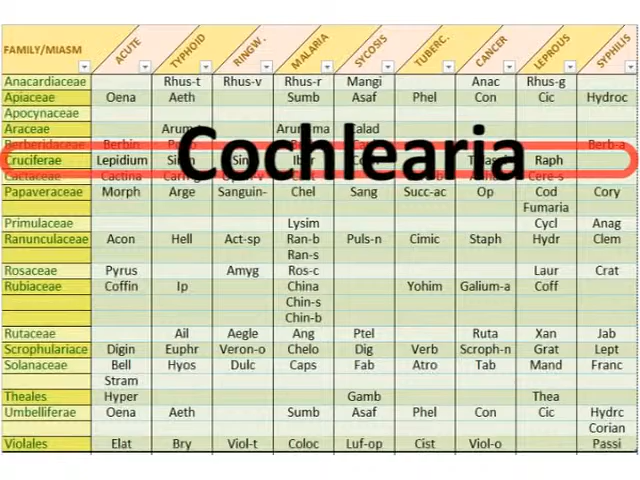 FAMILY/MIASM ACUTE TYPHOID RINGW. MALARIA SYCOSIS TUBERC. CANCER LEPROUS SYPHILIS
Anacardiaceae Rhus-t Rhus-v Rhus-r Mangi Anac Rhus-g
Apiaceae Oena Aeth Sumb Asaf Phel Con Cic Hydroc
Apocynaceae
Araceae
Berberidaceae Berbin Berb-a
Cochlearia
Cruciferae Lepidium Raph
Cactaceae Cactina Cere-s
Papaveraceae Morph Arge Sanguin- Chel Sang Succ-ac Op Cod Cory
Fumaria
Primulaceae Lysim Cycl Anag
Ranunculaceae Acon Hell Act-sp Ran-b Puls-n Cimic Staph Hydr Clem
Ran-s
Rosaceae Pyrus Amyg Ros-c Laur Crat
Rubiaceae Coffin Ip China Yohim Galium-a Coff
Chin-s
Chin-b
Rutaceae Ail Aegle Ang Ptel Ruta Xan Jab
Scrophulariace Digin Euphr Veron-o Chelo Dig Verb Scroph-n Grat Lept
Solanaceae Bell Hyos Dulc Caps Fab Atro Tab Mand Franc
Stram
Theales Hyper Gamb Thea
Umbelliferae Oena Aeth Sumb Asaf Phel Con Cic Hydrc
Corian
Violales Elat Bry Viol-t Coloc Luf-op Cist Viol-o Passi